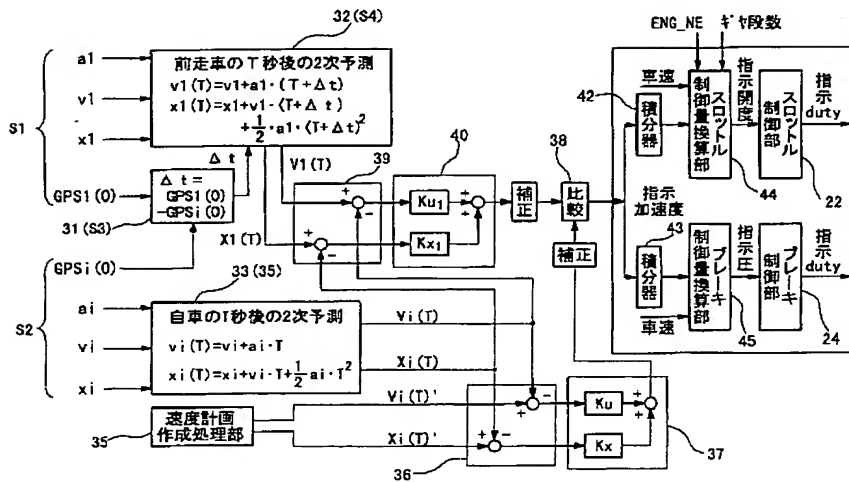 32(S4)
前走車のT秒後の2次予測
v1(T)=v1+a1·(T+Δt)
x1(T)=x1+v1-(T+Δt)
+1/2·a1·(T+Δt)²
a1
v1
x1
S1
GPS1(0)
Δt
Δt=
GPS1(0)
-GPSi(0)
31(S3)
GPSi(0)
S2
ai
vi
xi
33(35)
自車のT秒後の2次予測
vi(T)=vi+ai·T
xi(T)=xi+vi-T+1/2 ai·T²
35
速度計画
作成処理部
V1(T)
X1(T)
39
+
-
+
-
40
Ku1
Kx1
+
+
補正
38
比較
補正
Vi(T)
Xi(T)
Vi(T)'
Xi(T)'
-
+
+
-
36
Ku
Kx
+
+
37
ENG_NE
ギヤ段数
車速
42
積分器
スロットル
制御量換算部
44
指示開度
スロットル
制御部
22
指示
duty
指示
加速度
43
積分器
車速
ブレーキ
制御量換算部
45
指示圧
ブレーキ
制御部
24
指示
duty